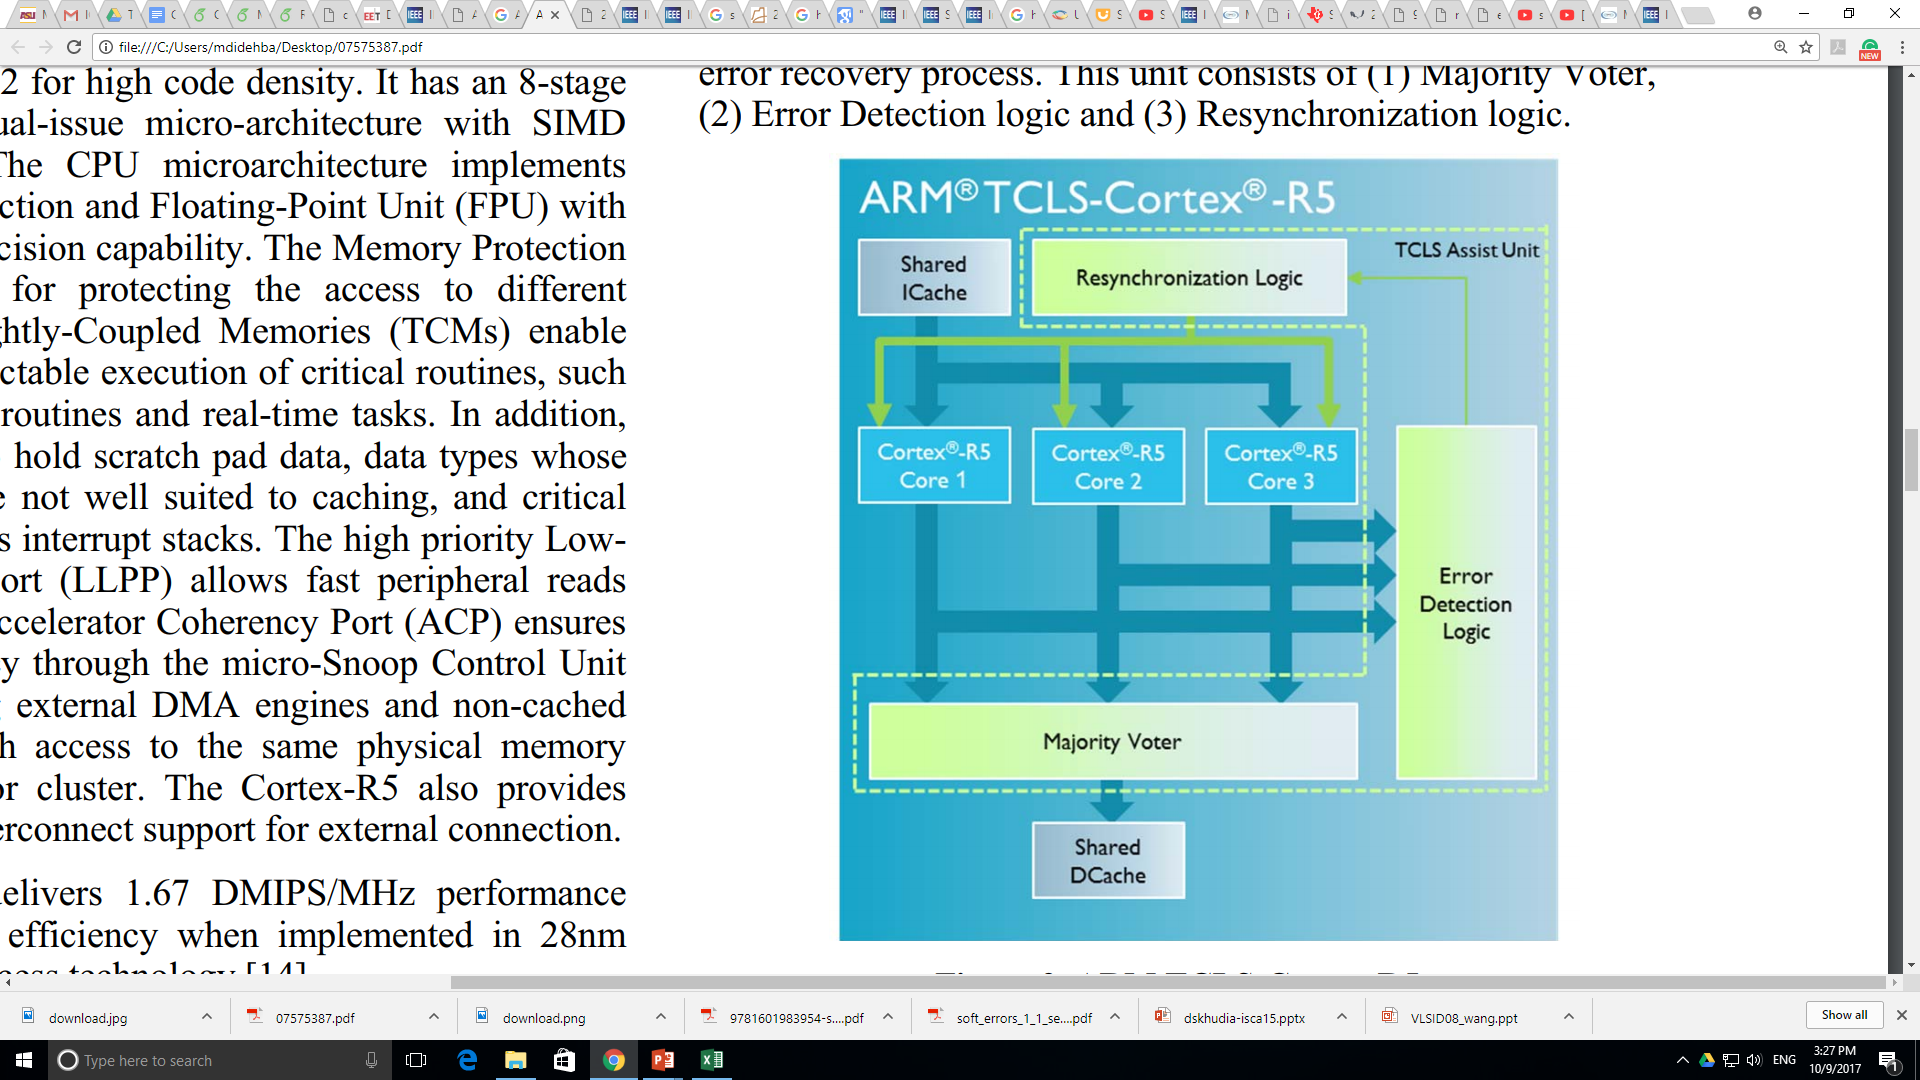 file:///C:/Users/mdidehba/Desktop/07575387.pdf
2 for high code density. It has an 8-stage
ual-issue micro-architecture with SIMD
The CPU microarchitecture implements
ction and Floating-Point Unit (FPU) with
cision capability. The Memory Protection
for protecting the access to different
ghtly-Coupled Memories (TCMs) enable
ctable execution of critical routines, such
routines and real-time tasks. In addition,
hold scratch pad data, data types whose
e not well suited to caching, and critical
s interrupt stacks. The high priority Low-
ort (LLPP) allows fast peripheral reads
ccelerator Coherency Port (ACP) ensures
y through the micro-Snoop Control Unit
external DMA engines and non-cached
h access to the same physical memory
or cluster. The Cortex-R5 also provides
erconnect support for external connection.
delivers 1.67 DMIPS/MHz performance
efficiency when implemented in 28nm
cess technology [14]
error recovery process. This unit consists of (1) Majority Voter,
(2) Error Detection logic and (3) Resynchronization logic.
ARM® TCLS-Cortex®-R5
TCLS Assist Unit
Shared
ICache
Resynchronization Logic
Cortex®-R5
Core 1
Cortex®-R5
Core 2
Cortex®-R5
Core 3
Error
Detection
Logic
Majority Voter
Shared
DCache
download.jpg
07575387.pdf
download.png
9781601983954-s....pdf
soft_errors_1_1_se....pdf
dskhudia-isca15.pptx
VLSID08_wang.ppt
Show all
Type here to search
ENG
3:27 PM
10/9/2017